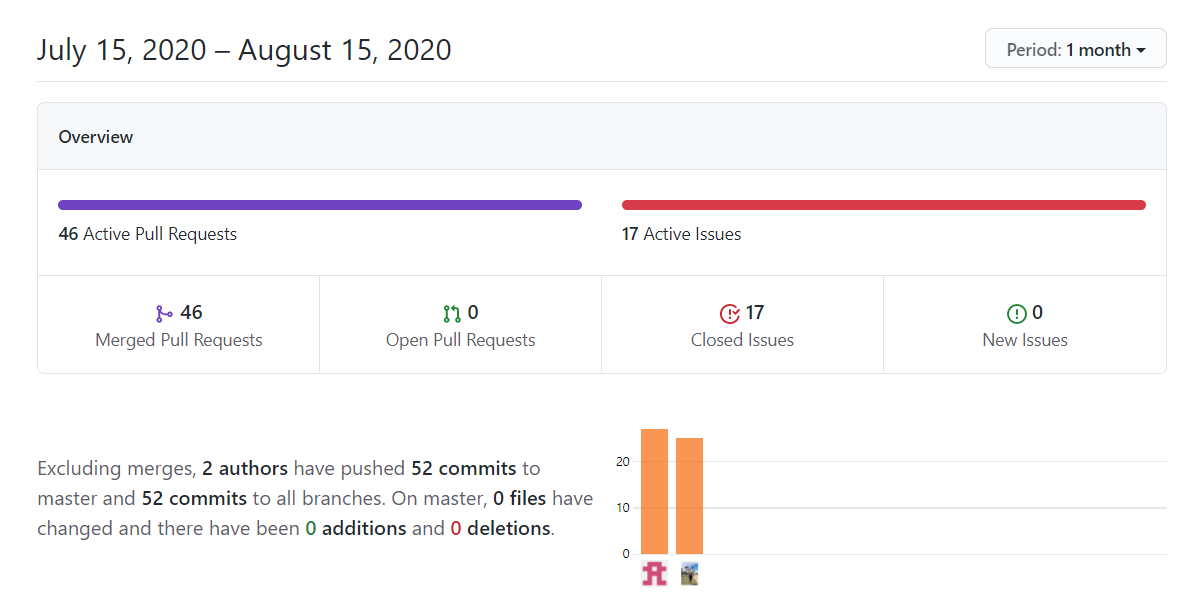 July 15, 2020 – August 15, 2020
Period: 1 month
Overview
46 Active Pull Requests
17 Active Issues
46
Merged Pull Requests
0
Open Pull Requests
17
Closed Issues
0
New Issues
Excluding merges, 2 authors have pushed 52 commits to
master and 52 commits to all branches. On master, 0 files have
changed and there have been 0 additions and 0 deletions.
20
10
0